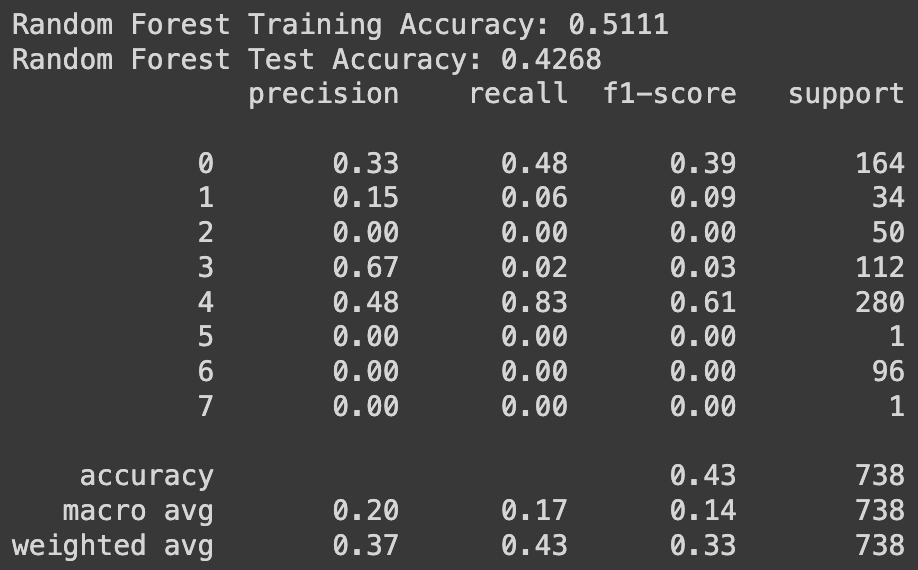 Random Forest Training Accuracy: 0.5111
Random Forest Test Accuracy: 0.4268
precision recall f1-score support
0 0.33 0.48 0.39 164
1 0.15 0.06 0.09 34
2 0.00 0.00 0.00 50
3 0.67 0.02 0.03 112
4 0.48 0.83 0.61 280
5 0.00 0.00 0.00 1
6 0.00 0.00 0.00 96
7 0.00 0.00 0.00 1
accuracy 0.43 738
macro avg 0.20 0.17 0.14 738
weighted avg 0.37 0.43 0.33 738